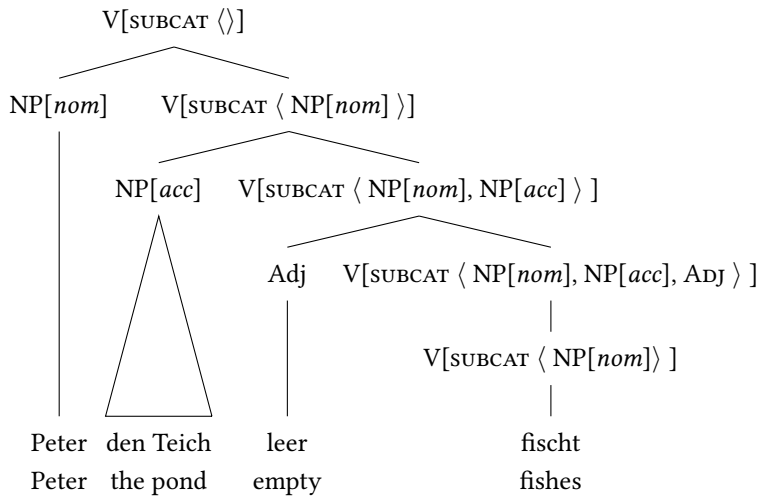 V[SUBCAT ⟨⟩]
NP[nom] V[SUBCAT ⟨ NP[nom] ⟩]
NP[acc] V[SUBCAT ⟨ NP[nom], NP[acc] ⟩ ]
Adj V[SUBCAT ⟨ NP[nom], NP[acc], ADJ ⟩ ]
V[SUBCAT ⟨ NP[nom]⟩ ]
Peter den Teich leer fischt
Peter the pond empty fishes